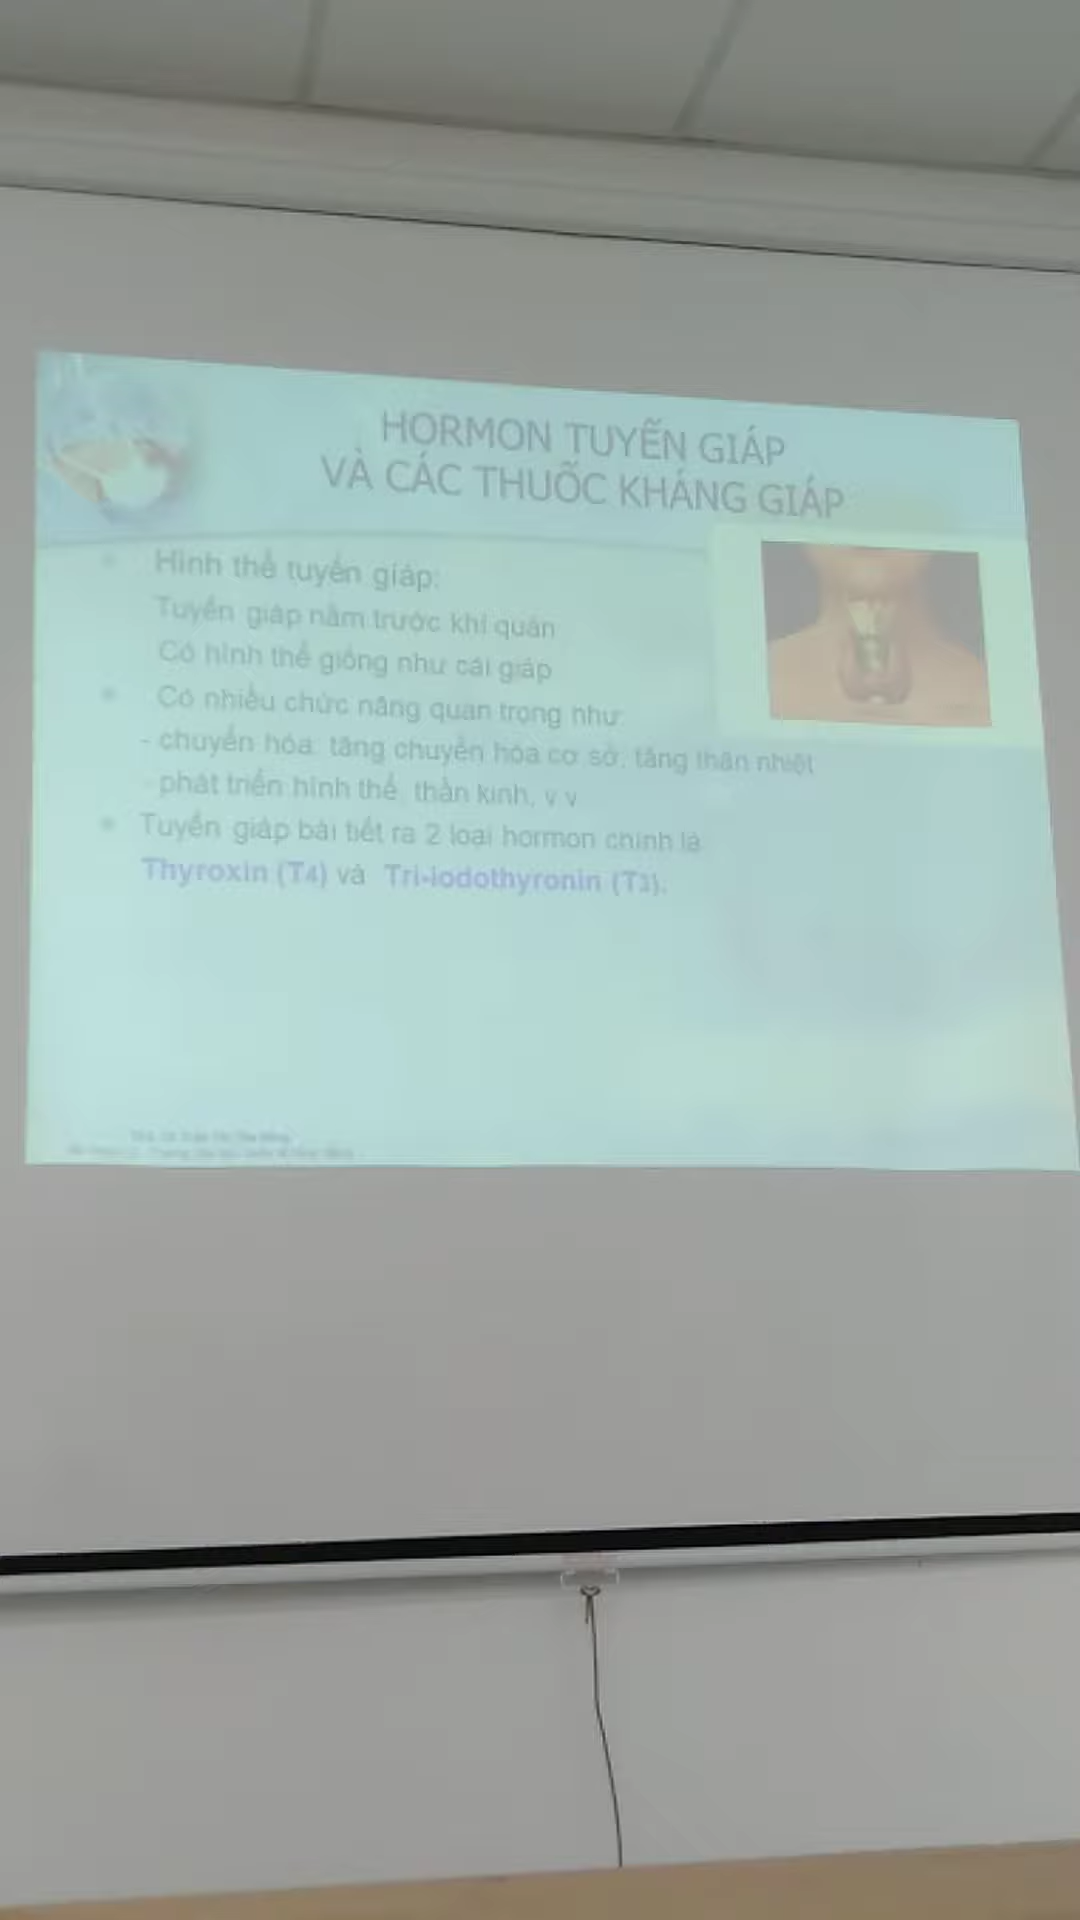 HORMON TUYẾN GIÁP
VÀ CÁC THUỐC KHÁNG GIÁP
Hình thể tuyến giáp:
Tuyến giáp nằm trước khí quản
Có hình thể giống như cái giáp
Có nhiều chức năng quan trọng như
- chuyển hóa: tăng chuyển hóa cơ sở, tăng thân nhiệt
- phát triển hình thể, thần kinh, v v
Tuyến giáp bài tiết ra 2 loại hormon chính là
Thyroxin (T4) và Tri-iodothyronin (T3).